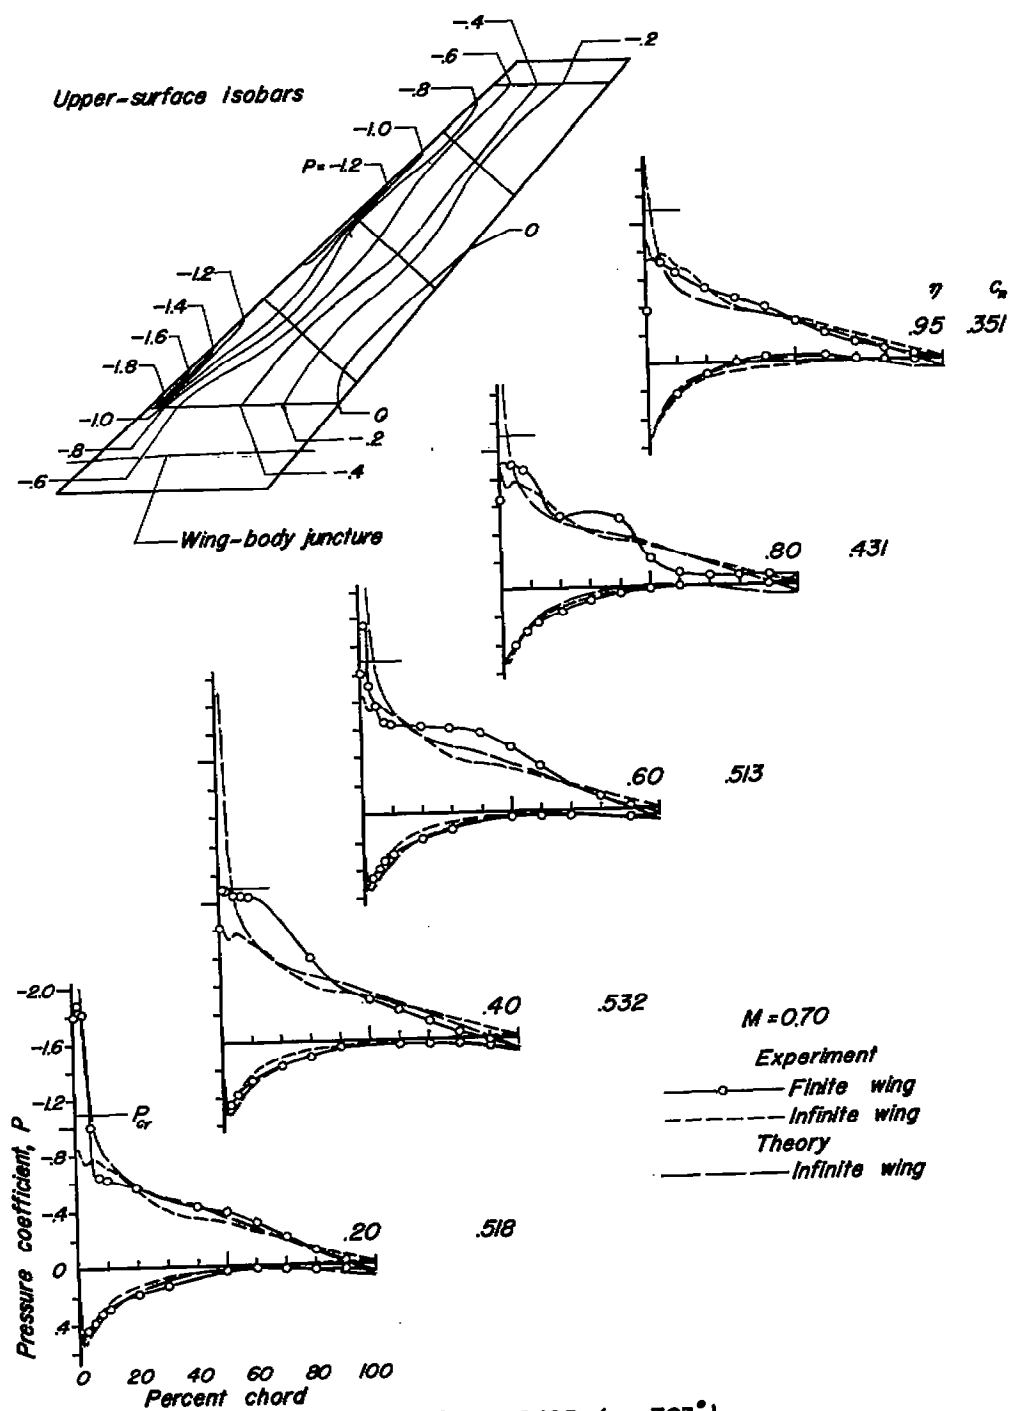 Upper-surface isobars
-.4
-.2
-.6
-.8
-1.0
P=-1.2
0
-1.2
-1.4
-1.6
-1.8
-1.0
-.8
-.6
0
-.2
-.4
Wing-body juncture
η cₙ
.95 .351
.80 .431
.60 .513
.40 .532
.20 .518
-2.0
-1.6
-1.2
-.8
-.4
0
.4
Pressure coefficient, P
P_cr
0 20 40 60 80 100
Percent chord
M = 0.70
Experiment
Finite wing
Infinite wing
Theory
Infinite wing